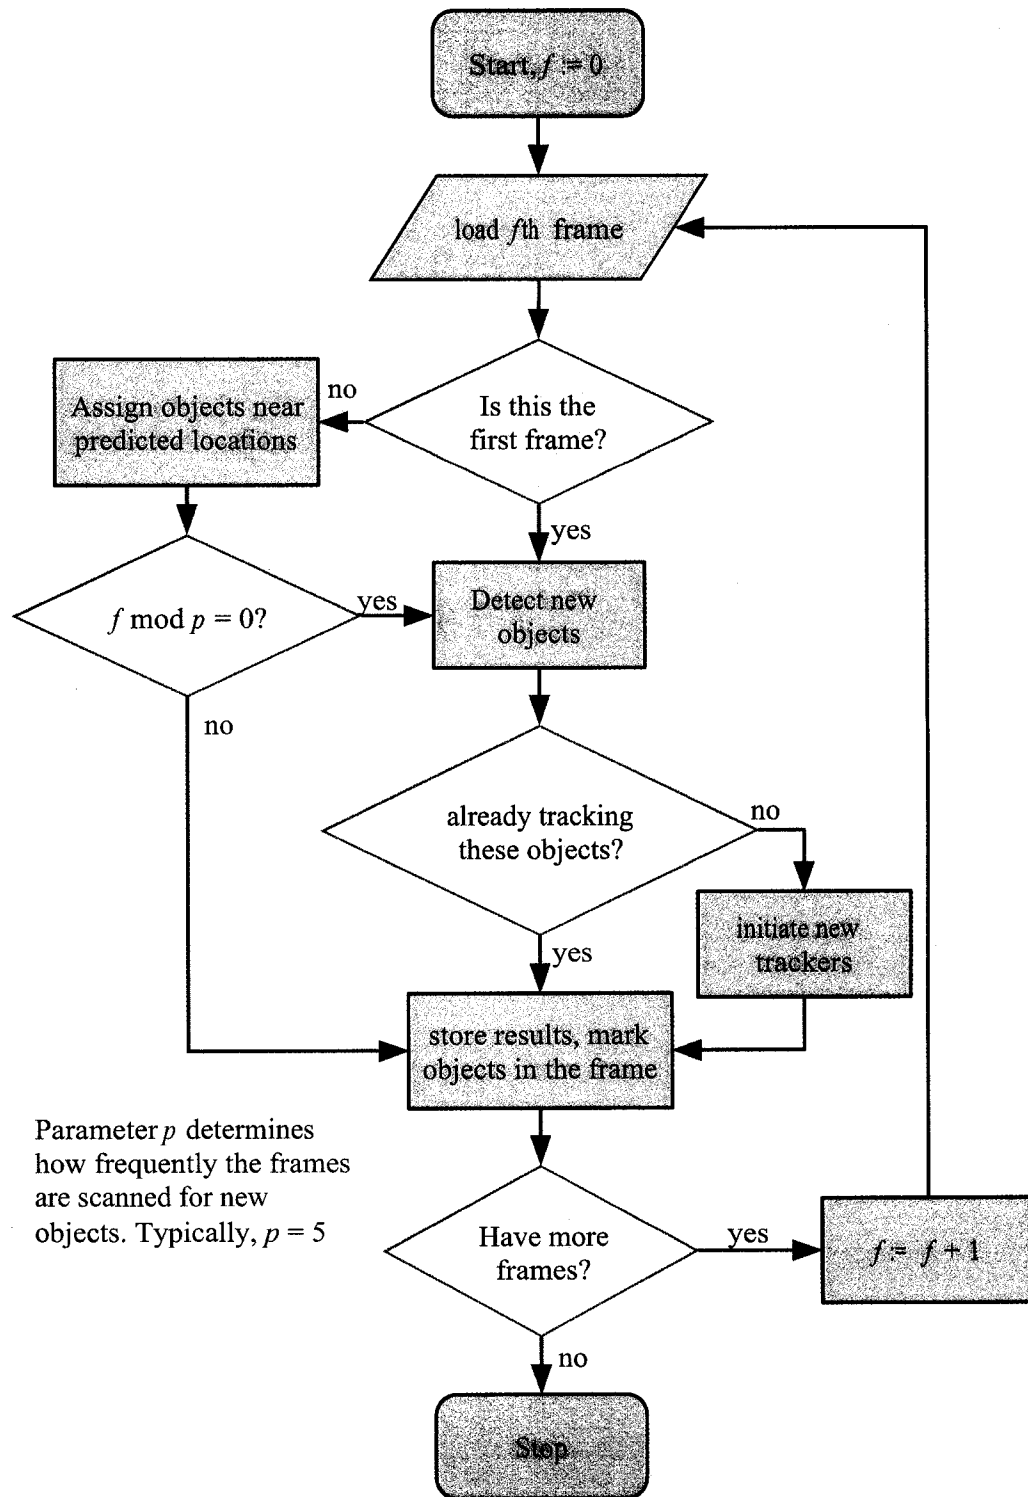 Start, f := 0
load fth frame
Is this the
first frame?
no
Assign objects near
predicted locations
yes
f mod p = 0?
yes
Detect new
objects
no
already tracking
these objects?
no
initiate new
trackers
yes
store results, mark
objects in the frame
Parameter p determines
how frequently the frames
are scanned for new
objects. Typically, p = 5
Have more
frames?
yes
f := f + 1
no
Stop